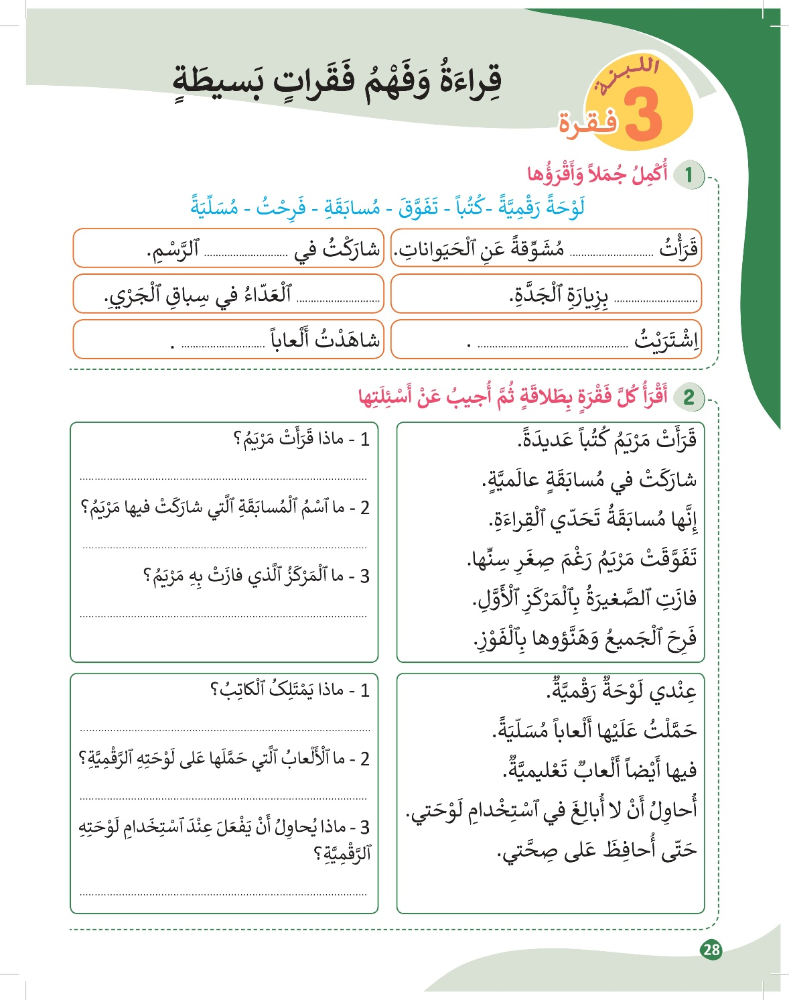 اللبنة
3 فقرة
قِراءَةُ وَفَهْمُ فَقَراتٍ بَسيطَةٍ
1 أُكْمِلُ جُمَلاً وَأَقْرَؤُها
لَوْحَةً رَقْمِيَّةً - كُتُباً - تَفَوَّقَ - مُسابَقَةِ - فَرِحْتُ - مُسَلِّيَةً
قَرَأْتُ .......................... مُشَوِّقةً عَنِ ٱلْحَيَواناتِ.
شارَكْتُ في .......................... ٱلرَّسْمِ.
.......................... بِزِيارَةِ ٱلْجَدَّةِ.
.......................... ٱلْعَدّاءُ في سِباقِ ٱلْجَرْيِ.
اِشْتَرَيْتُ .......................... .
شاهَدْتُ أَلْعاباً .......................... .
2 أَقْرَأُ كُلَّ فَقْرَةٍ بِطَلاقَةٍ ثُمَّ أُجيبُ عَنْ أَسْئِلَتِها
قَرَأَتْ مَرْيَمُ كُتُباً عَديدَةً.
شارَكَتْ في مُسابَقَةٍ عالَميَّةٍ.
إِنَّها مُسابَقَةُ تَحَدّي ٱلْقِراءَةِ.
تَفَوَّقَتْ مَرْيَمُ رَغْمَ صِغَرِ سِنِّها.
فازَتِ ٱلصَّغيرَةُ بِٱلْمَرْكَزِ ٱلْأَوَّلِ.
فَرِحَ ٱلْجَميعُ وَهَنَّؤوها بِٱلْفَوْزِ.
1 - ماذا قَرَأَتْ مَرْيَمُ؟
2 - ما ٱسْمُ ٱلْمُسابَقَةِ ٱلَّتي شارَكَتْ فيها مَرْيَمُ؟
3 - ما ٱلْمَرْكَزُ ٱلَّذي فازَتْ بِهِ مَرْيَمُ؟
عِنْدي لَوْحَةٌ رَقْميَّةٌ.
حَمَّلْتُ عَلَيْها أَلْعاباً مُسَلّيَةً.
فيها أَيْضاً أَلْعابٌ تَعْليميَّةٌ.
أُحاوِلُ أَنْ لا أُبالِغَ في ٱسْتِخْدامِ لَوْحَتي.
حَتّى أُحافِظَ عَلى صِحَّتي.
1 - ماذا يَمْتَلِكُ ٱلْكاتِبُ؟
2 - ما ٱلْأَلْعابُ ٱلَّتي حَمَّلَها عَلى لَوْحَتِهِ ٱلرَّقْمِيَّةِ؟
3 - ماذا يُحاوِلُ أَنْ يَفْعَلَ عِنْدَ ٱسْتِخْدامِ لَوْحَتِهِ
ٱلرَّقْمِيَّةِ؟
28